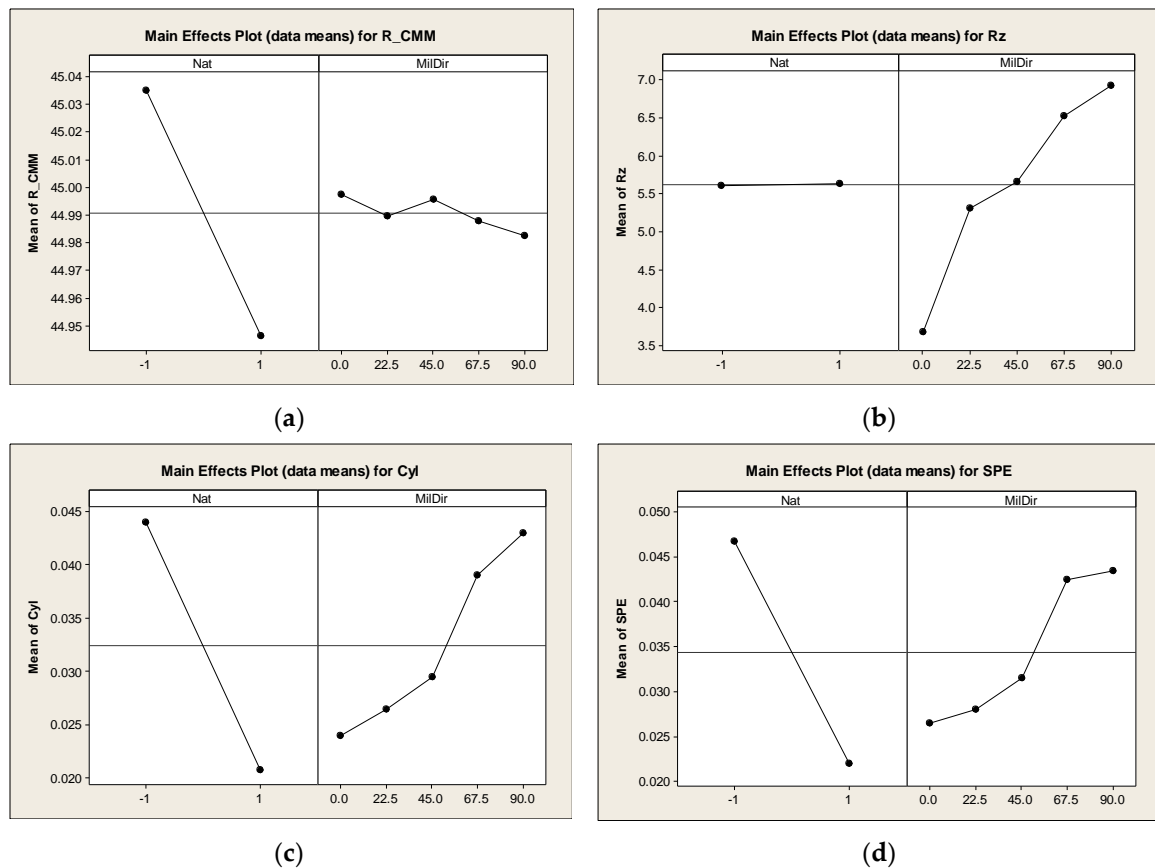 Main Effects Plot (data means) for R_CMM
Nat MilDir
45.04
45.03
45.02
45.01
45.00
44.99
44.98
44.97
44.96
44.95
Mean of R_CMM
-1 1 0.0 22.5 45.0 67.5 90.0
(a)
Main Effects Plot (data means) for Rz
Nat MilDir
7.0
6.5
6.0
5.5
5.0
4.5
4.0
3.5
Mean of Rz
-1 1 0.0 22.5 45.0 67.5 90.0
(b)
Main Effects Plot (data means) for Cyl
Nat MilDir
0.045
0.040
0.035
0.030
0.025
0.020
Mean of Cyl
-1 1 0.0 22.5 45.0 67.5 90.0
(c)
Main Effects Plot (data means) for SPE
Nat MilDir
0.050
0.045
0.040
0.035
0.030
0.025
0.020
Mean of SPE
-1 1 0.0 22.5 45.0 67.5 90.0
(d)